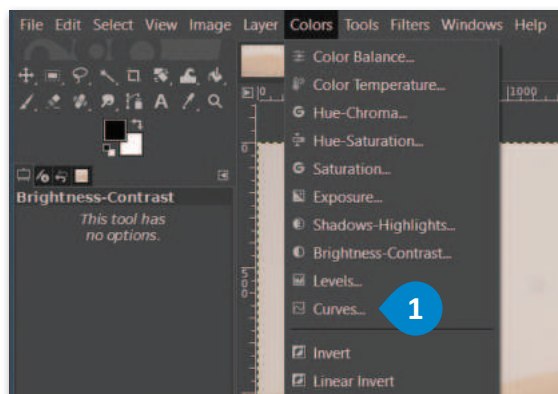 File Edit Select View Image Layer Colors Tools Filters Windows Help
Color Balance...
Color Temperature...
Hue-Chroma...
Hue-Saturation...
Saturation...
Exposure...
Shadows-Highlights...
Brightness-Contrast...
Levels...
Curves...
1
Invert
Linear Invert
Brightness-Contrast
This tool has
no options.
0
1000
0
500